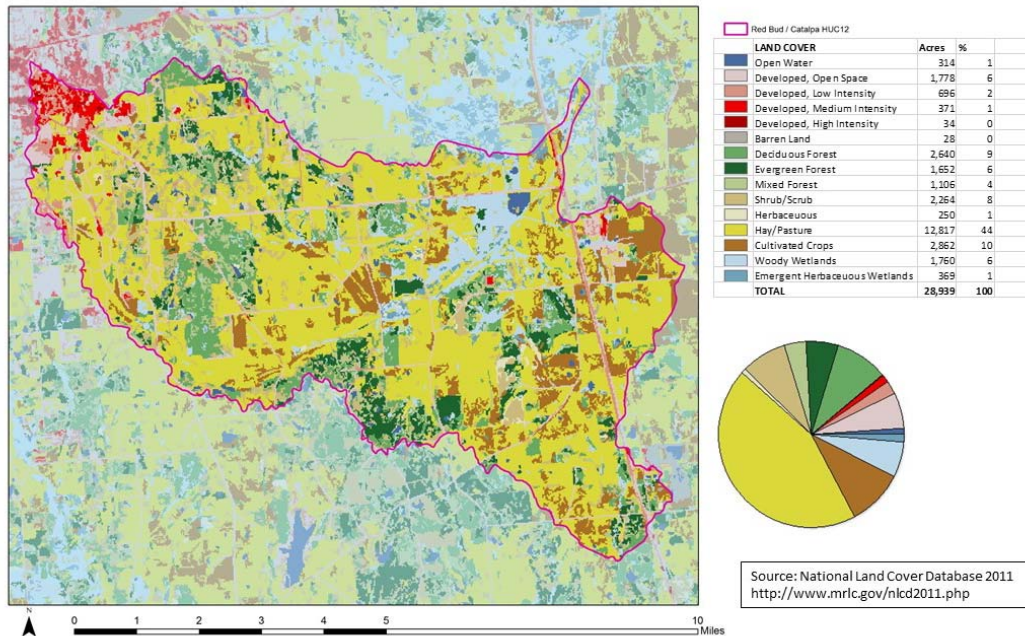 Red Bud / Catalpa HUC12
LAND COVER Acres %
Open Water 314 1
Developed, Open Space 1,778 6
Developed, Low Intensity 696 2
Developed, Medium Intensity 371 1
Developed, High Intensity 34 0
Barren Land 28 0
Deciduous Forest 2,640 9
Evergreen Forest 1,652 6
Mixed Forest 1,106 4
Shrub/Scrub 2,264 8
Herbaceous 250 1
Hay/Pasture 12,817 44
Cultivated Crops 2,862 10
Woody Wetlands 1,760 6
Emergent Herbaceuous Wetlands 369 1
TOTAL 28,939 100
Source: National Land Cover Database 2011
http://www.mrlc.gov/nlcd2011.php
N
0 1 2 3 4 5 10 Miles